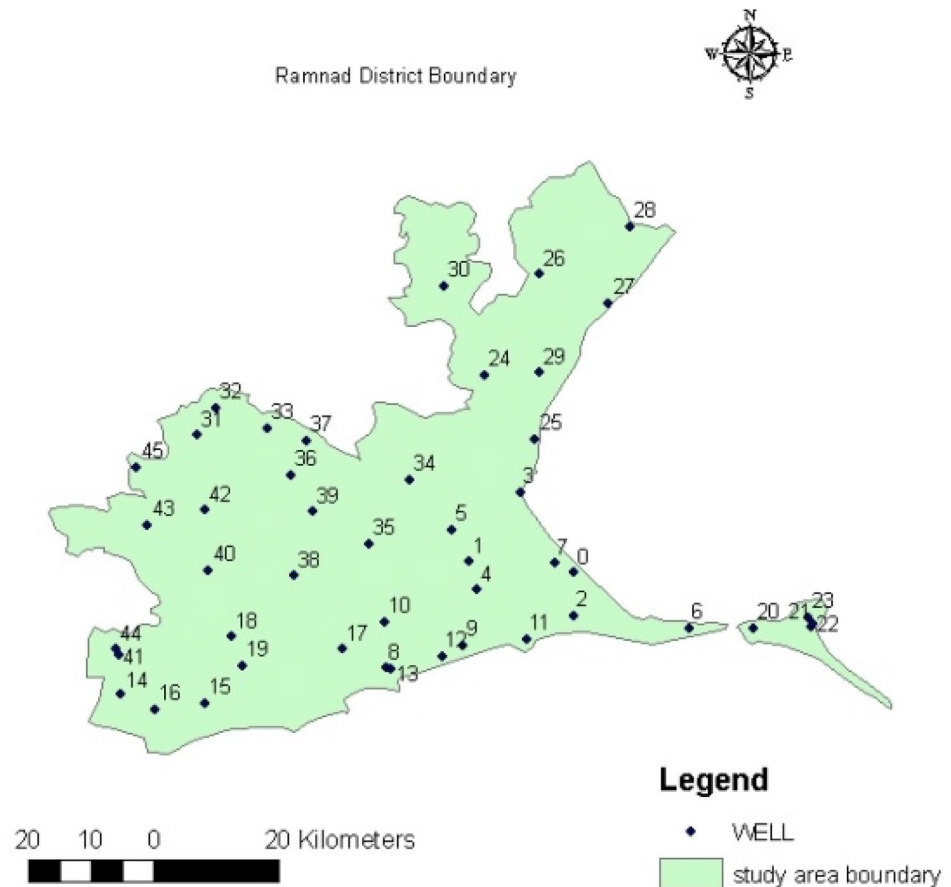 N
W E
S
Ramnad District Boundary
28
26
30
27
24 29
32
33
31 37
25
45 36
34
3
42
43 39
5
35
1 7
0
40 38
4
2
10
6 20 21 23
22
18 11
44 17 12 9
41 19 8
13
14
16 15
Legend
20 10 0 20 Kilometers
WELL
study area boundary